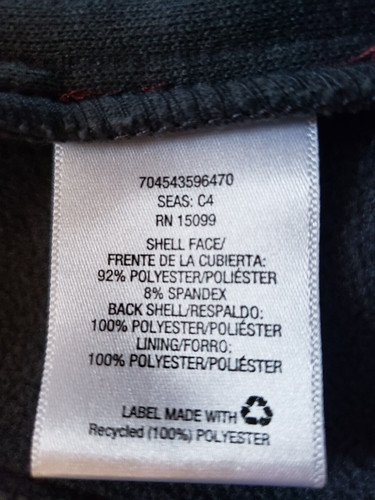 704543596470
SEAS: C4
RN 15099
SHELL FACE/
FRENTE DE LA CUBIERTA:
92% POLYESTER/POLIÉSTER
8% SPANDEX
BACK SHELL/RESPALDO:
100% POLYESTER/POLIÉSTER
LINING/FORRO:
100% POLYESTER/POLIÉSTER
LABEL MADE WITH
Recycled (100%) POLYESTER